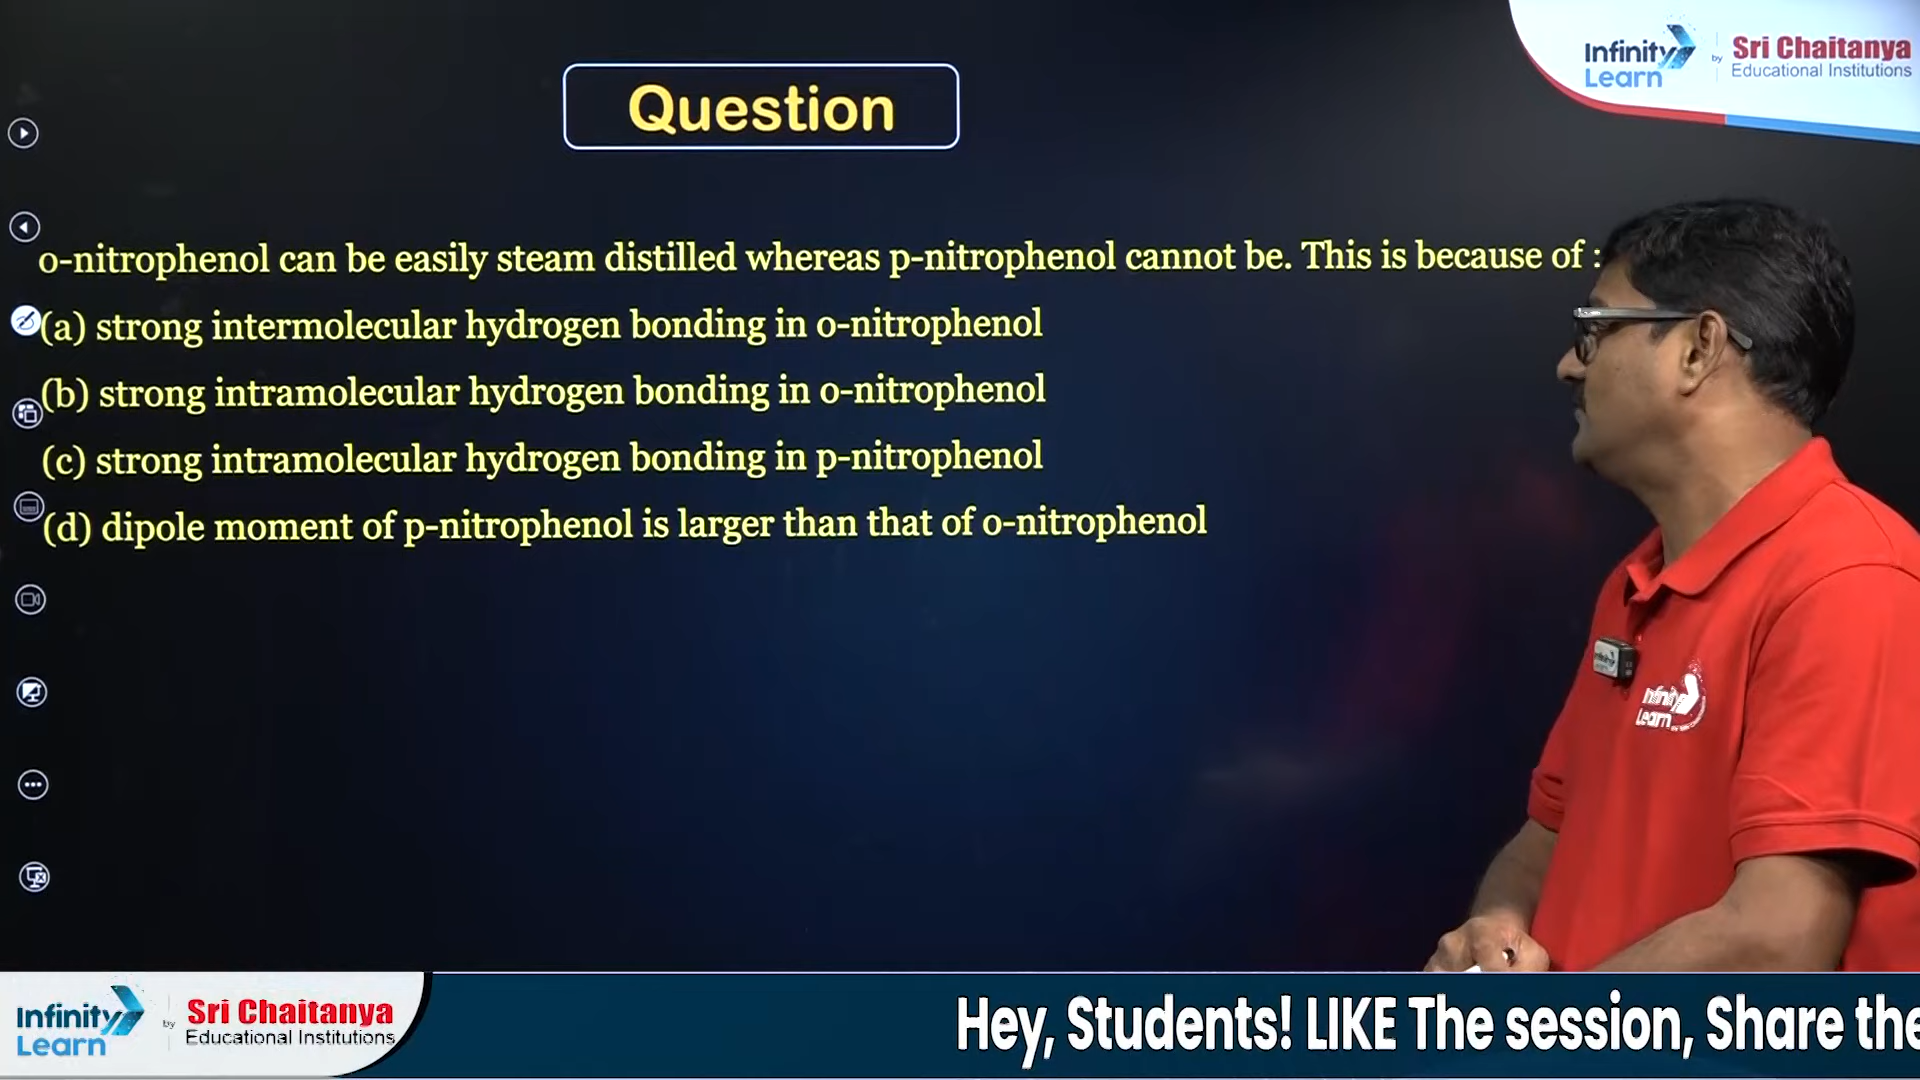 Infinity Learn by Sri Chaitanya Educational Institutions
Question
o-nitrophenol can be easily steam distilled whereas p-nitrophenol cannot be. This is because of :
(a) strong intermolecular hydrogen bonding in o-nitrophenol
(b) strong intramolecular hydrogen bonding in o-nitrophenol
(c) strong intramolecular hydrogen bonding in p-nitrophenol
(d) dipole moment of p-nitrophenol is larger than that of o-nitrophenol
Infinity Learn
Infinity Learn by Sri Chaitanya Educational Institutions
Hey, Students! LIKE The session, Share the